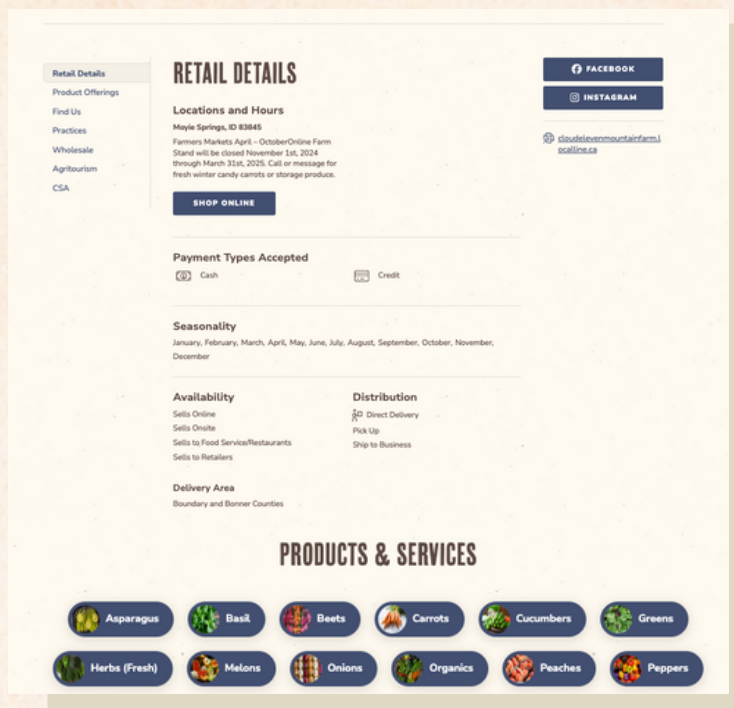 Retail Details
Product Offerings
Find Us
Practices
Wholesale
Agritourism
CSA
RETAIL DETAILS
Locations and Hours
Moyie Springs, ID 83845
Farmers Markets April – OctoberOnline Farm
Stand will be closed November 1st, 2024
through March 31st, 2025. Call or message for
fresh winter candy carrots or storage produce.
SHOP ONLINE
Payment Types Accepted
Cash
Credit
Seasonality
January, February, March, April, May, June, July, August, September, October, November,
December
Availability
Sells Online
Sells Onsite
Sells to Food Service/Restaurants
Sells to Retailers
Distribution
Direct Delivery
Pick Up
Ship to Business
Delivery Area
Boundary and Bonner Counties
FACEBOOK
INSTAGRAM
cloudelevenmountainfarm.l
ocalline.ca
PRODUCTS & SERVICES
Asparagus
Basil
Beets
Carrots
Cucumbers
Greens
Herbs (Fresh)
Melons
Onions
Organics
Peaches
Peppers